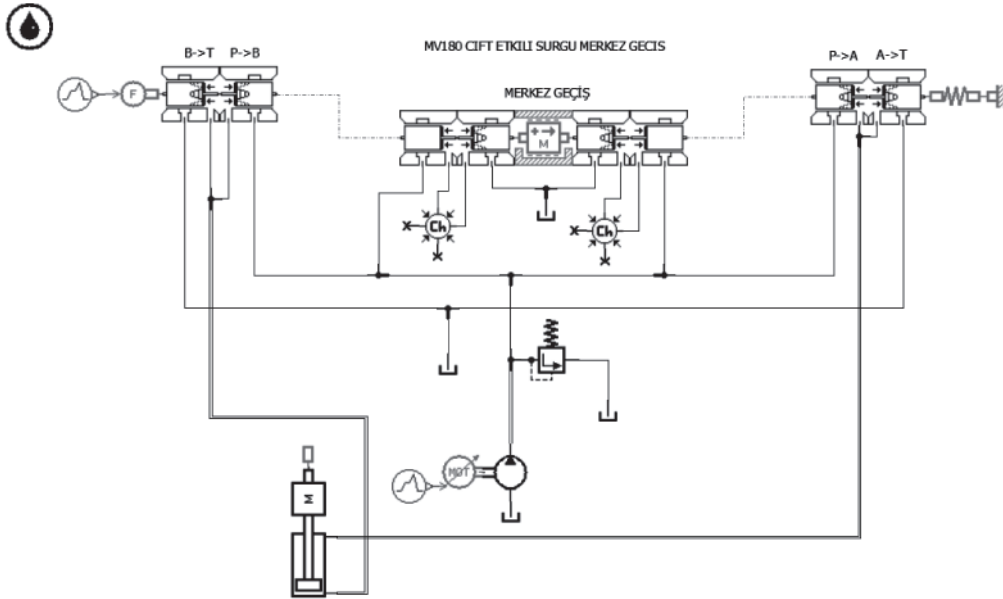 MV180 CIFT ETKILI SURGU MERKEZ GECIS
B->T P->B
P->A A->T
MERKEZ GEÇİŞ
F
M
Ch
Ch
MOT
M